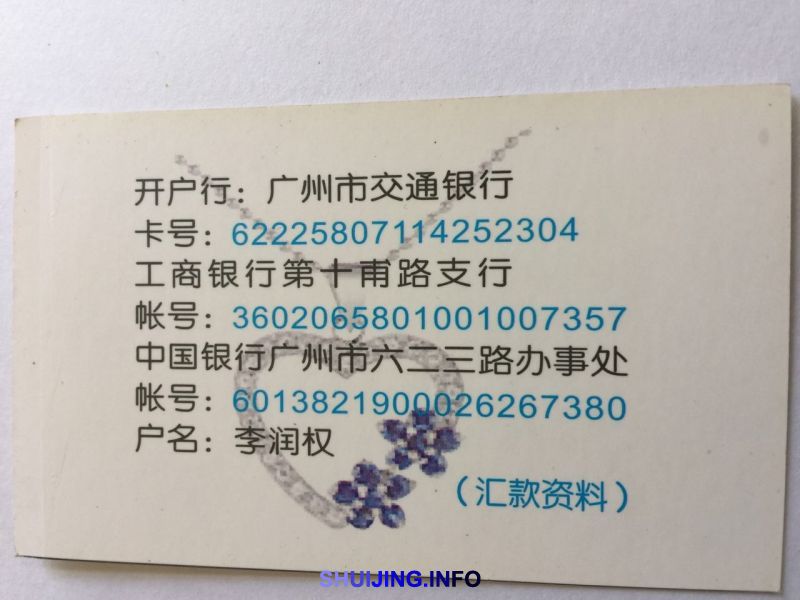 开户行：广州市交通银行
卡号：62225807114252304
工商银行第十甫路支行
帐号：3602065801001007357
中国银行广州市六二三路办事处
帐号：6013821900026267380
户名：李润权
（汇款资料）
SHUIJING.INFO